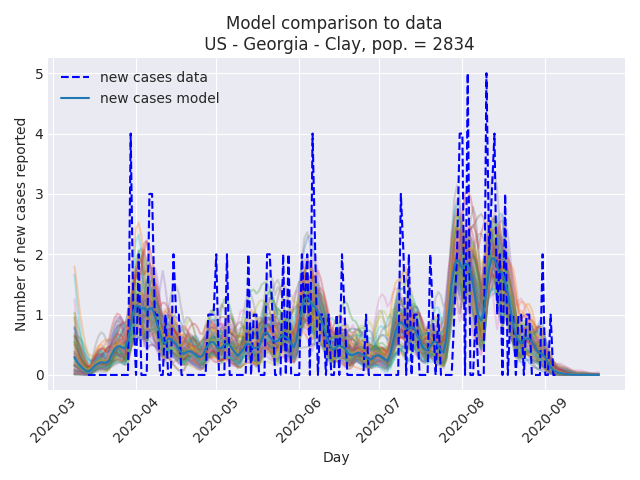 Model comparison to data
US - Georgia - Clay, pop. = 2834
new cases data
new cases model
Number of new cases reported
5
4
3
2
1
0
2020-03
2020-04
2020-05
2020-06
2020-07
2020-08
2020-09
Day